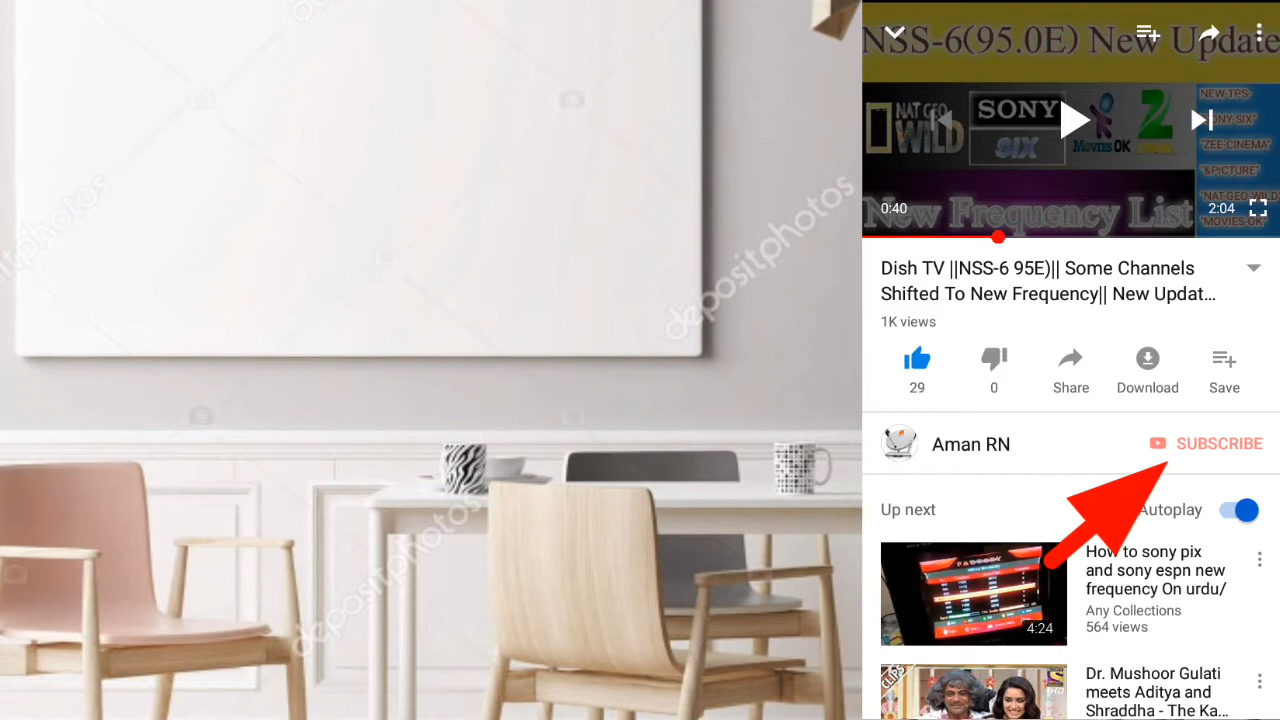 depositphotos
depositphotos
depositphotos
depositphotos
NSS-6(95.0E) New Update
NAT GEO
WILD
SONY
SIX
MOVIES OK
NEW-TPS-
SONY-SIX"
"ZEE-CINEMA"
"&PICTURE"
"NAT-GEO-WILD
"MOVIES-OK"
New Frequency List
0:40
2:04
Dish TV ||NSS-6 95E)|| Some Channels
Shifted To New Frequency|| New Updat...
1K views
29
0
Share
Download
Save
Aman RN
SUBSCRIBE
Up next
Autoplay
How to sony pix
and sony espn new
frequency On urdu/
Any Collections
564 views
4:24
CLIPS
Dr. Mushoor Gulati
meets Aditya and
Shraddha - The Ka...